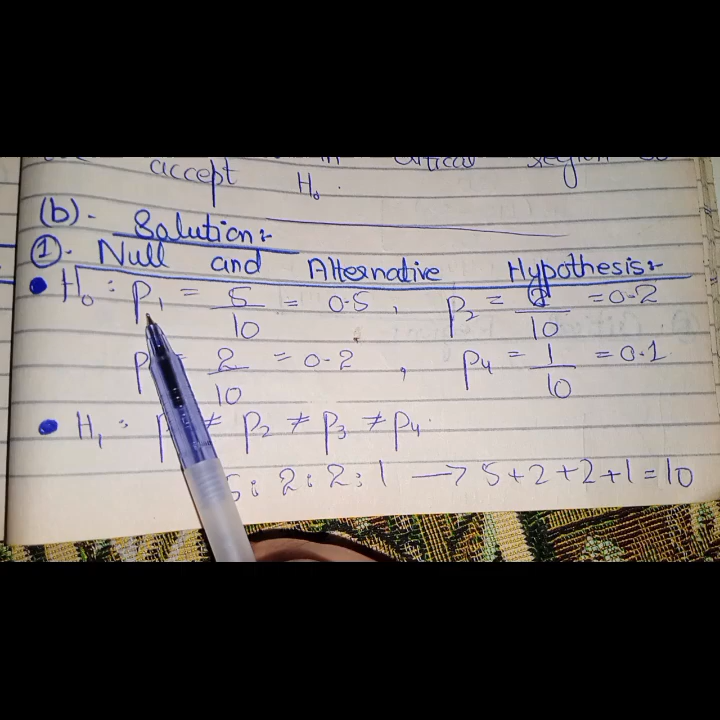 accept H₀.
(b)- Solution:-
①. Null and Alternative Hypothesis:-
• H₀ : p₁ = 5/10 = 0.5 , p₂ = 2/10 = 0.2
p = 2/10 = 0.2 , p₄ = 1/10 = 0.1
• H₁ : p ≠ p₂ ≠ p₃ ≠ p₄.
5 : 2 : 2 : 1 → 5+2+2+1=10